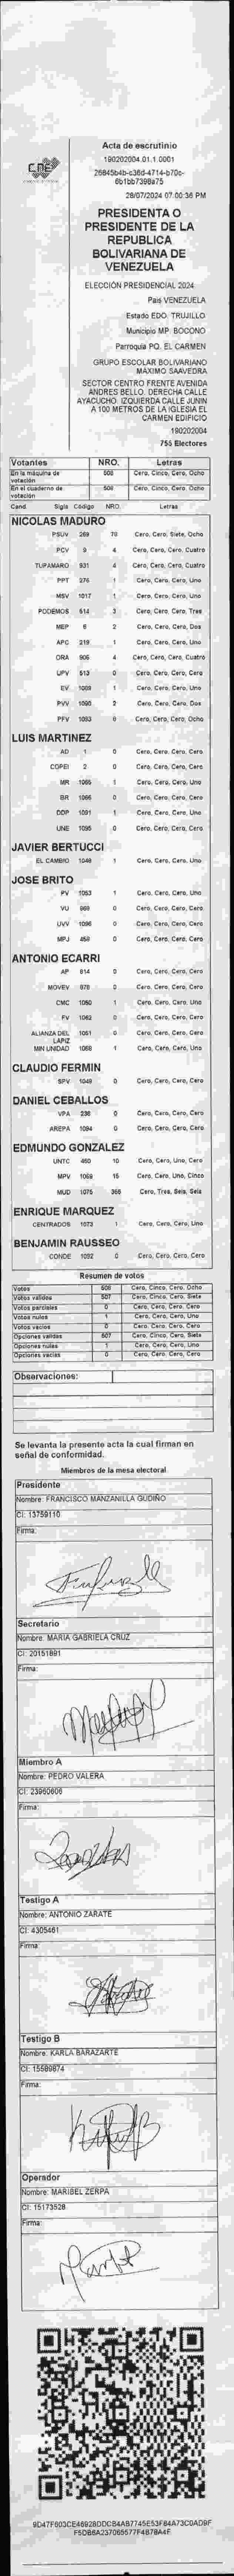 CNE
Acta de escrutinio
190202004.01.1.0001
26845b4b-c36d-4714-b70c-
6b1bb7398a75
28/07/2024 07:00:36 PM
PRESIDENTA O
PRESIDENTE DE LA
REPUBLICA
BOLIVARIANA DE
VENEZUELA
ELECCIÓN PRESIDENCIAL 2024
País VENEZUELA
Estado EDO. TRUJILLO
Municipio MP. BOCONO
Parroquia PQ. EL CARMEN
GRUPO ESCOLAR BOLIVARIANO
MAXIMO SAAVEDRA
SECTOR CENTRO FRENTE AVENIDA
ANDRES BELLO. DERECHA CALLE
AYACUCHO. IZQUIERDA CALLE JUNIN
A 100 METROS DE LA IGLESIA EL
CARMEN EDIFICIO
190202004
755 Electores
Votantes NRO. Letras
En la máquina de votación 508 Cero, Cinco, Cero, Ocho
En el cuaderno de votación 508 Cero, Cinco, Cero, Ocho
Cand Sigla Código NRO. Letras
NICOLAS MADURO
PSUV 269 78 Cero, Cero, Siete, Ocho
PCV 9 4 Cero, Cero, Cero, Cuatro
TUPAMARO 931 4 Cero, Cero, Cero, Cuatro
PPT 276 1 Cero, Cero, Cero, Uno
MSV 1017 1 Cero, Cero, Cero, Uno
PODEMOS 614 3 Cero, Cero, Cero, Tres
MEP 6 2 Cero, Cero, Cero, Dos
APC 219 1 Cero, Cero, Cero, Uno
ORA 905 4 Cero, Cero, Cero, Cuatro
UPV 513 0 Cero, Cero, Cero, Cero
EV 1009 1 Cero, Cero, Cero, Uno
PVV 1090 2 Cero, Cero, Cero, Dos
PFV 1093 8 Cero, Cero, Cero, Ocho
LUIS MARTINEZ
AD 1 0 Cero, Cero, Cero, Cero
COPEI 2 0 Cero, Cero, Cero, Cero
MR 1065 1 Cero, Cero, Cero, Uno
BR 1066 0 Cero, Cero, Cero, Cero
DDP 1091 1 Cero, Cero, Cero, Uno
UNE 1095 0 Cero, Cero, Cero, Cero
JAVIER BERTUCCI
EL CAMBIO 1048 1 Cero, Cero, Cero, Uno
JOSE BRITO
PV 1053 1 Cero, Cero, Cero, Uno
VU 968 0 Cero, Cero, Cero, Cero
UVV 1096 0 Cero, Cero, Cero, Cero
MPJ 458 0 Cero, Cero, Cero, Cero
ANTONIO ECARRI
AP 814 0 Cero, Cero, Cero, Cero
MOVEV 978 0 Cero, Cero, Cero, Cero
CMC 1050 1 Cero, Cero, Cero, Uno
FV 1062 0 Cero, Cero, Cero, Cero
ALIANZA DEL LAPIZ 1051 0 Cero, Cero, Cero, Cero
MIN UNIDAD 1068 1 Cero, Cero, Cero, Uno
CLAUDIO FERMIN
SPV 1049 0 Cero, Cero, Cero, Cero
DANIEL CEBALLOS
VPA 238 0 Cero, Cero, Cero, Cero
AREPA 1094 0 Cero, Cero, Cero, Cero
EDMUNDO GONZALEZ
UNTC 460 10 Cero, Cero, Uno, Cero
MPV 1069 15 Cero, Cero, Uno, Cinco
MUD 1075 366 Cero, Tres, Seis, Seis
ENRIQUE MARQUEZ
CENTRADOS 1073 1 Cero, Cero, Cero, Uno
BENJAMIN RAUSSEO
CONDE 1092 0 Cero, Cero, Cero, Cero
Resumen de votos
Votos 508 Cero, Cinco, Cero, Ocho
Votos válidos 507 Cero, Cinco, Cero, Siete
Votos parciales 0 Cero, Cero, Cero, Cero
Votos nulos 1 Cero, Cero, Cero, Uno
Votos vacíos 0 Cero, Cero, Cero, Cero
Opciones válidas 507 Cero, Cinco, Cero, Siete
Opciones nulas 1 Cero, Cero, Cero, Uno
Opciones vacías 0 Cero, Cero, Cero, Cero
Observaciones:
Se levanta la presente acta la cual firman en
señal de conformidad.
Miembros de la mesa electoral
Presidente
Nombre: FRANCISCO MANZANILLA GUDIÑO
CI: 13759110
Firma:
Secretario
Nombre: MARIA GABRIELA CRUZ
CI: 20151891
Firma:
Miembro A
Nombre: PEDRO VALERA
CI: 23960606
Firma:
Testigo A
Nombre: ANTONIO ZARATE
CI: 4305461
Firma:
Testigo B
Nombre: KARLA BARAZARTE
CI: 15589874
Firma:
Operador
Nombre: MARIBEL ZERPA
CI: 15173528
Firma:
9D47F603CE46928DDCB4AB7745E53F84A73C0AD9F
F5DB6A237065577F4B78A4F